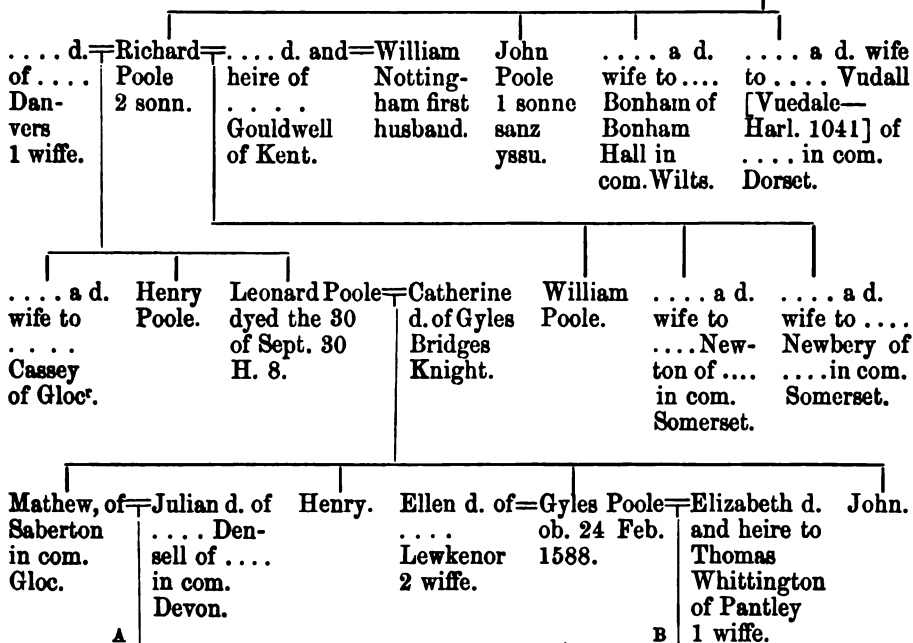 . . . . d.
of . . . .
Dan-
vers
1 wiffe.
Richard
Poole
2 sonn.
. . . . d. and
heire of
. . . .
Gouldwell
of Kent.
William
Notting-
ham first
husband.
John
Poole
1 sonne
sanz
yssu.
. . . . a d.
wife to . . . .
Bonham of
Bonham
Hall in
com. Wilts.
. . . . a d. wife
to . . . . Vudall
[Vuedale—
Harl. 1041] of
. . . . in com.
Dorset.
. . . . a d.
wife to
. . . .
Cassey
of Glocʳ.
Henry
Poole.
Leonard Poole
dyed the 30
of Sept. 30
H. 8.
Catherine
d. of Gyles
Bridges
Knight.
William
Poole.
. . . . a d.
wife to
. . . . New-
ton of . . . .
in com.
Somerset.
. . . . a d.
wife to . . . .
Newbery of
. . . . in com.
Somerset.
Mathew, of
Saberton
in com.
Gloc.
Julian d. of
. . . . Den-
sell of . . . .
in com.
Devon.
Henry.
Ellen d. of
. . . .
Lewkenor
2 wiffe.
Gyles Poole
ob. 24 Feb.
1588.
Elizabeth d.
and heire to
Thomas
Whittington
of Pantley
1 wiffe.
John.
A
B